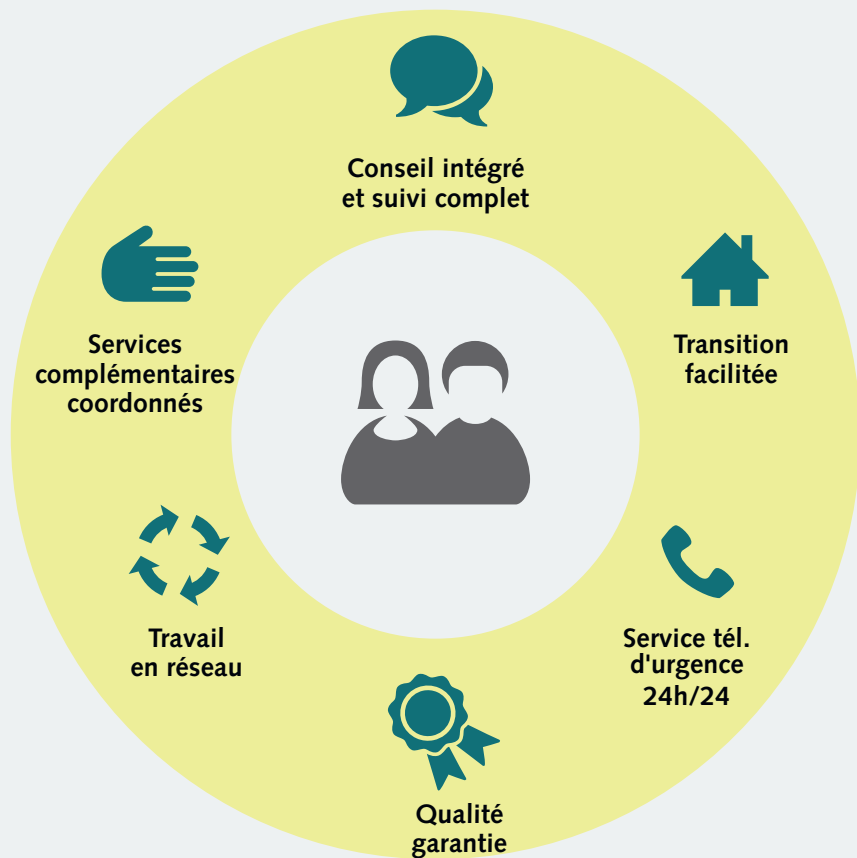 Conseil intégré
et suivi complet
Transition
facilitée
Service tél.
d'urgence
24h/24
Qualité
garantie
Travail
en réseau
Services
complémentaires
coordonnés